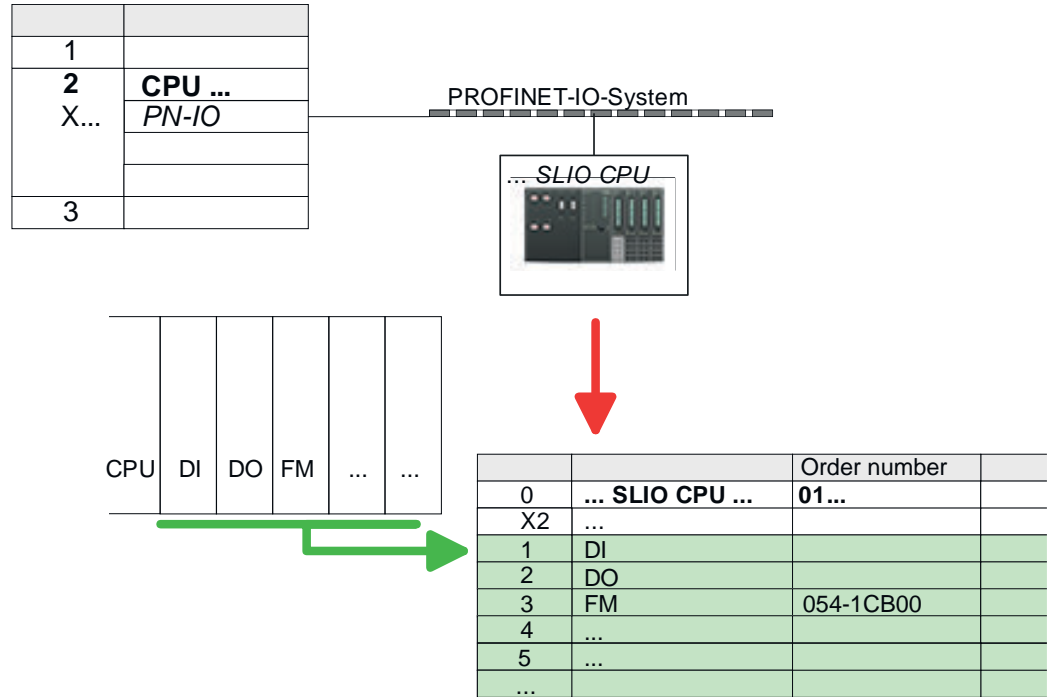 1
2 CPU ...
X... PN-IO
3
PROFINET-IO-System
... SLIO CPU
CPU DI DO FM ... ...
Order number
0 ... SLIO CPU ... 01...
X2 ...
1 DI
2 DO
3 FM 054-1CB00
4 ...
5 ...
...